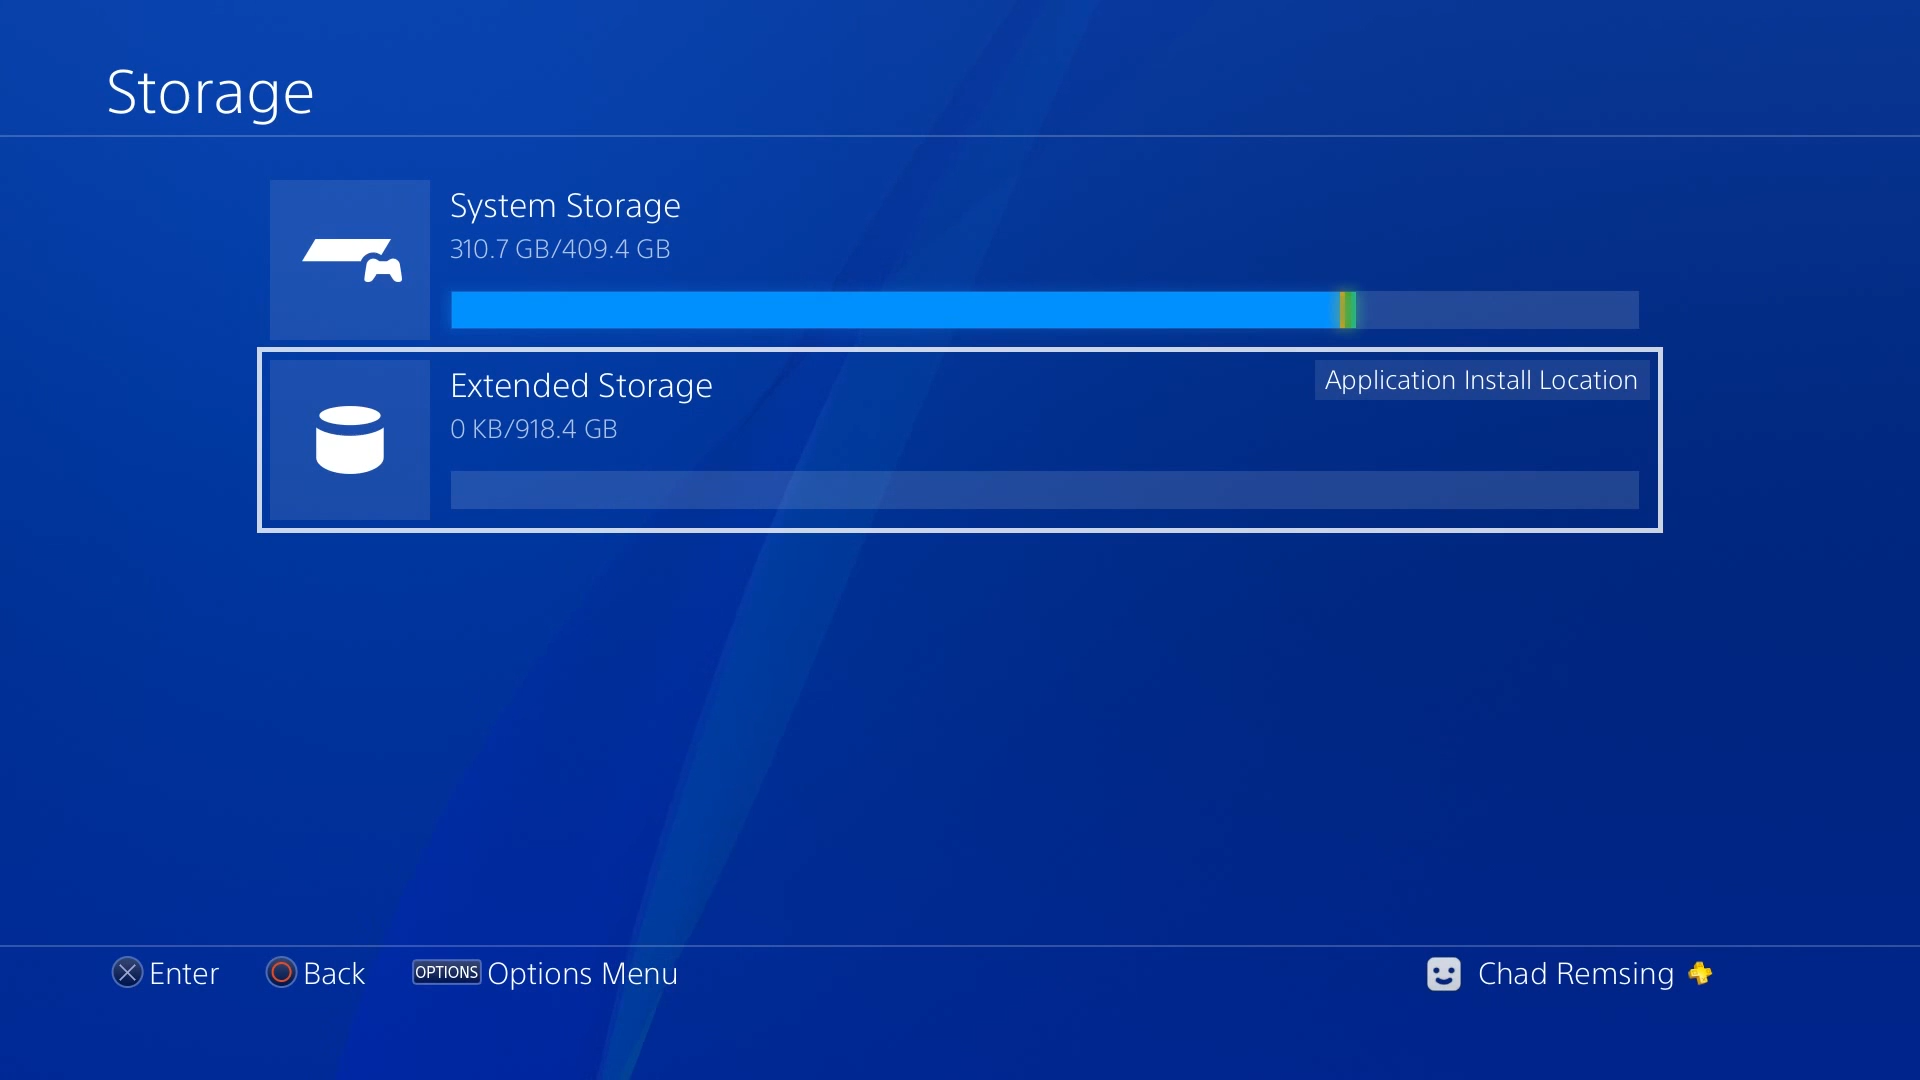 Storage
System Storage
310.7 GB/409.4 GB
Extended Storage
Application Install Location
0 KB/918.4 GB
Enter
Back
OPTIONS Options Menu
Chad Remsing